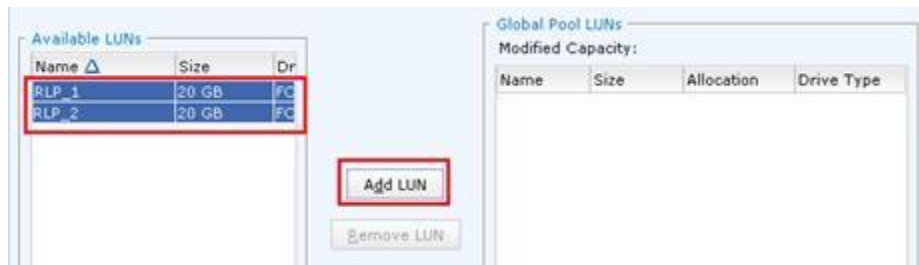 Available LUNs
Name Size Dr
RLP_1 20 GB FC
RLP_2 20 GB FC
Add LUN
Remove LUN
Global Pool LUNs
Modified Capacity:
Name Size Allocation Drive Type